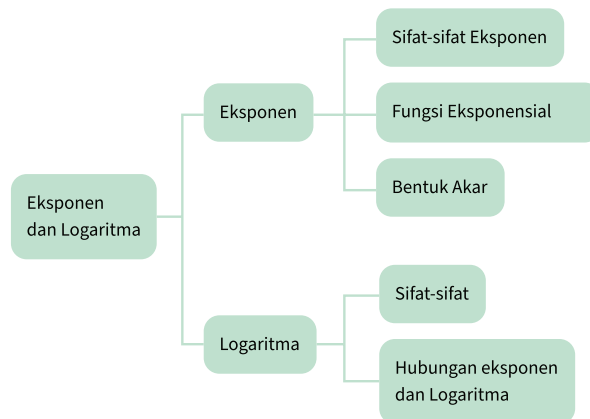 Sifat-sifat Eksponen
Eksponen
Fungsi Eksponensial
Bentuk Akar
Eksponen
dan Logaritma
Sifat-sifat
Logaritma
Hubungan eksponen
dan Logaritma